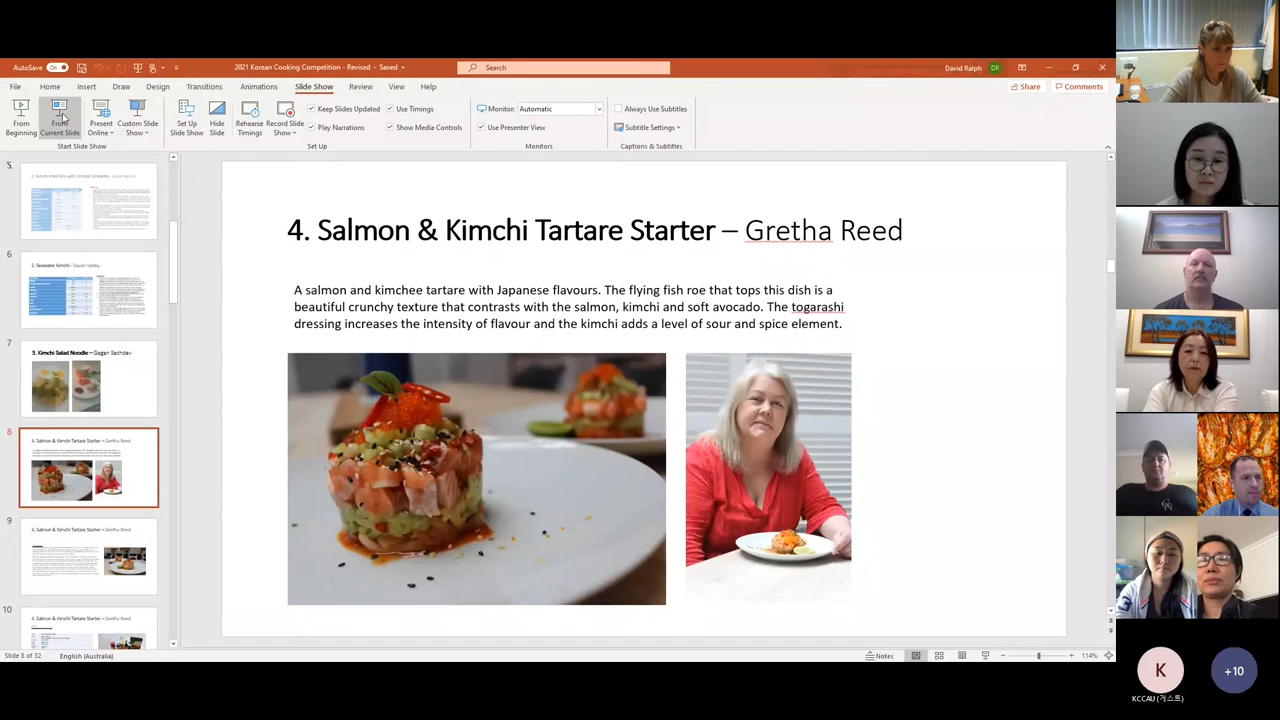 AutoSave On
2021 Korean Cooking Competition - Revised - Saved
Search
David Ralph DR
File Home Insert Draw Design Transitions Animations Slide Show Review View Help
Share Comments
From Beginning
From Current Slide
Present Online
Custom Slide Show
Start Slide Show
Set Up Slide Show
Hide Slide
Rehearse Timings
Record Slide Show
Keep Slides Updated
Play Narrations
Use Timings
Show Media Controls
Set Up
Monitor: Automatic
Use Presenter View
Monitors
Always Use Subtitles
Subtitle Settings
Captions & Subtitles
6
2. Seawater Kimchi - David Hanley
7
3. Kimchi Salad Noodle – Gagan Sachdev
8
4. Salmon & Kimchi Tartare Starter – Gretha Reed
9
4. Salmon & Kimchi Tartare Starter – Gretha Reed
10
4. Salmon & Kimchi Tartare Starter – Gretha Reed
4. Salmon & Kimchi Tartare Starter – Gretha Reed
A salmon and kimchee tartare with Japanese flavours. The flying fish roe that tops this dish is a
beautiful crunchy texture that contrasts with the salmon, kimchi and soft avocado. The togarashi
dressing increases the intensity of flavour and the kimchi adds a level of sour and spice element.
Slide 8 of 32 English (Australia)
Notes
114%
K
KCCAU (게스트)
+10